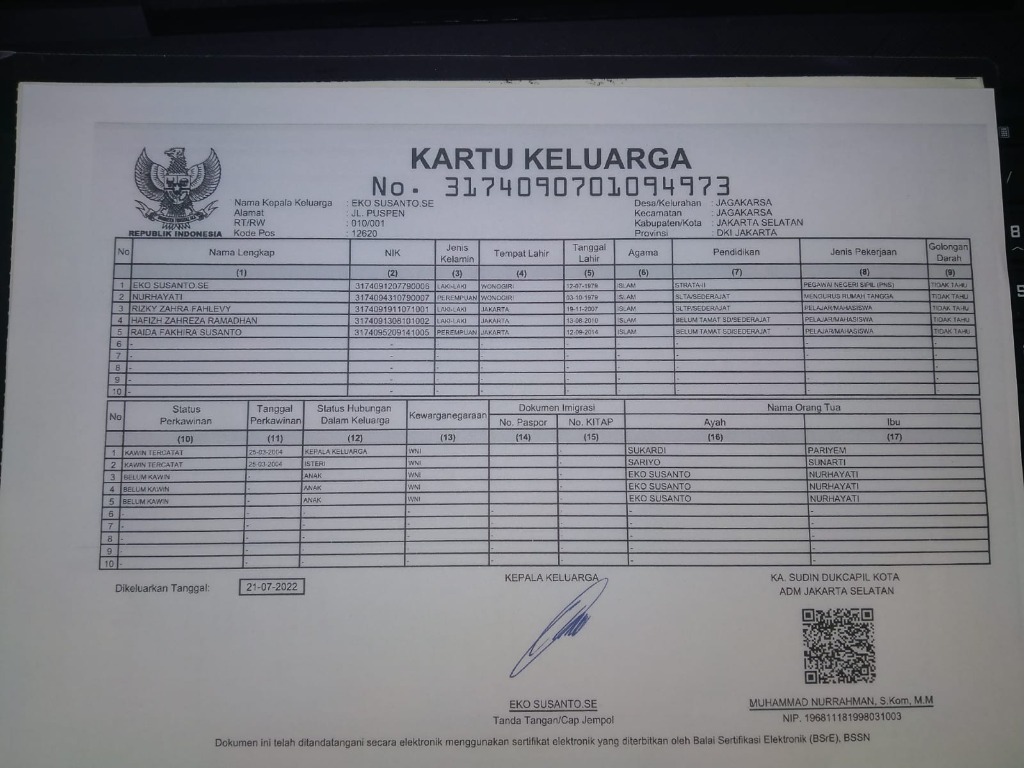 KARTU KELUARGA
No. 3174090701094973
REPUBLIK INDONESIA
Nama Kepala Keluarga : EKO SUSANTO.SE
Alamat : JL. PUSPEN
RT/RW : 010/001
Kode Pos : 12620
Desa/Kelurahan : JAGAKARSA
Kecamatan : JAGAKARSA
Kabupaten/Kota : JAKARTA SELATAN
Provinsi : DKI JAKARTA
No Nama Lengkap NIK Jenis Kelamin Tempat Lahir Tanggal Lahir Agama Pendidikan Jenis Pekerjaan Golongan Darah
(1) (2) (3) (4) (5) (6) (7) (8) (9)
1 EKO SUSANTO.SE 3174091207790006 LAKI-LAKI WONOGIRI 12-07-1979 ISLAM STRATA-II PEGAWAI NEGERI SIPIL (PNS) TIDAK TAHU
2 NURHAYATI 3174094310790007 PEREMPUAN WONOGIRI 03-10-1979 ISLAM SLTA/SEDERAJAT MENGURUS RUMAH TANGGA TIDAK TAHU
3 RIZKY ZAHRA FAHLEVY 3174091911071001 LAKI-LAKI JAKARTA 19-11-2007 ISLAM SLTP/SEDERAJAT PELAJAR/MAHASISWA TIDAK TAHU
4 HAFIZH ZAHREZA RAMADHAN 3174091308101002 LAKI-LAKI JAKARTA 13-08-2010 ISLAM BELUM TAMAT SD/SEDERAJAT PELAJAR/MAHASISWA TIDAK TAHU
5 RAIDA FAKHIRA SUSANTO 3174095209141005 PEREMPUAN JAKARTA 12-09-2014 ISLAM BELUM TAMAT SD/SEDERAJAT PELAJAR/MAHASISWA TIDAK TAHU
6 - - - - - - - - -
7 - - - - - - - - -
8 - - - - - - - - -
9 - - - - - - - - -
10 - - - - - - - - -
No Status Perkawinan Tanggal Perkawinan Status Hubungan Dalam Keluarga Kewarganegaraan Dokumen Imigrasi Nama Orang Tua
No. Paspor No. KITAP Ayah Ibu
(10) (11) (12) (13) (14) (15) (16) (17)
1 KAWIN TERCATAT 25-03-2004 KEPALA KELUARGA WNI - - SUKARDI PARIYEM
2 KAWIN TERCATAT 25-03-2004 ISTERI WNI - - SARIYO SUNARTI
3 BELUM KAWIN - ANAK WNI - - EKO SUSANTO NURHAYATI
4 BELUM KAWIN - ANAK WNI - - EKO SUSANTO NURHAYATI
5 BELUM KAWIN - ANAK WNI - - EKO SUSANTO NURHAYATI
6 - - - - - - - -
7 - - - - - - - -
8 - - - - - - - -
9 - - - - - - - -
10 - - - - - - - -
Dikeluarkan Tanggal: 21-07-2022
KEPALA KELUARGA
EKO SUSANTO.SE
Tanda Tangan/Cap Jempol
KA. SUDIN DUKCAPIL KOTA
ADM JAKARTA SELATAN
MUHAMMAD NURRAHMAN, S.Kom, M.M
NIP. 196811181998031003
Dokumen ini telah ditandatangani secara elektronik menggunakan sertifikat elektronik yang diterbitkan oleh Balai Sertifikasi Elektronik (BSrE), BSSN